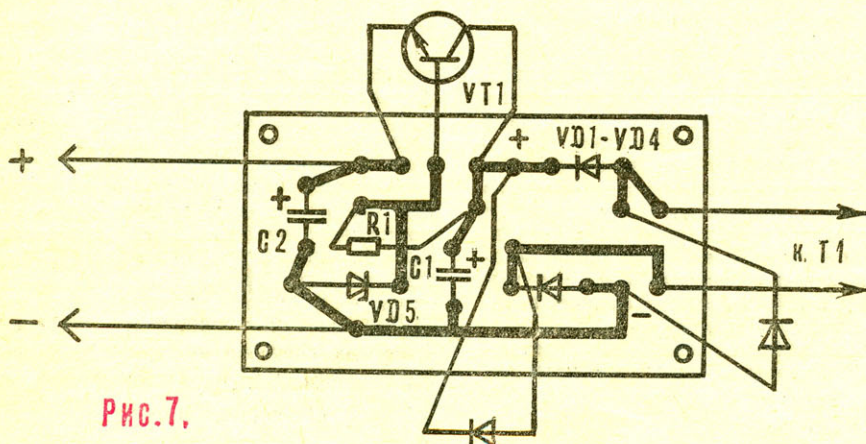 VT1
+
VD1-VD4
+
+
R1
C2
C1
+
к Т1
VD5
-
-
Рис.7,